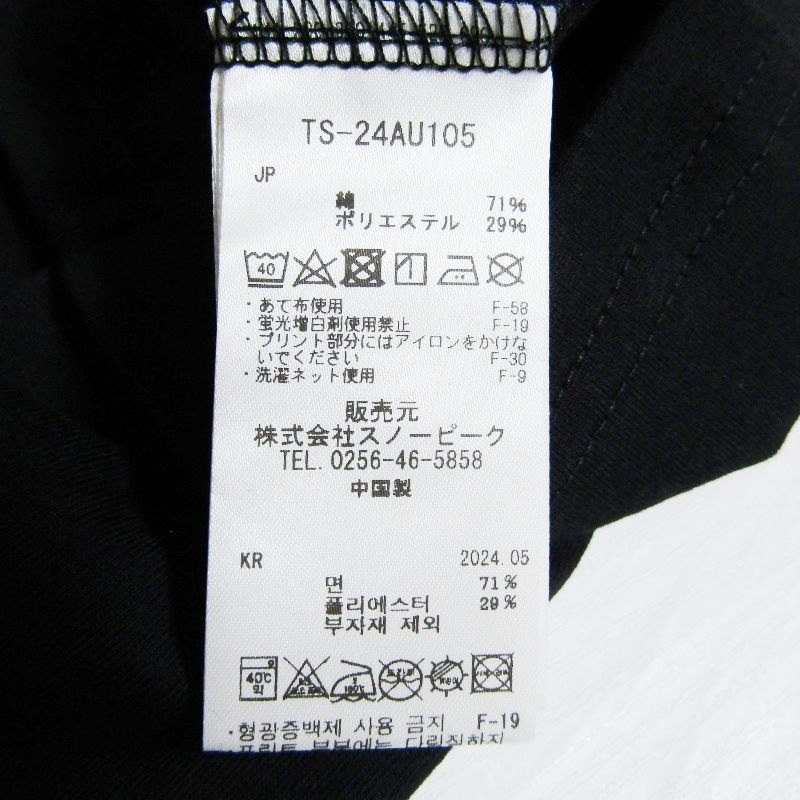 TS-24AU105
JP
綿 71%
ポリエステル 29%
40
・あて布使用 F-58
・蛍光増白剤使用禁止 F-19
・プリント部分にはアイロンをかけな
いでください F-30
・洗濯ネット使用 F-9
販売元
株式会社スノーピーク
TEL.0256-46-5858
中国製
KR 2024.05
면 71%
폴리에스터 29%
부자재 제외
40℃
약
・형광증백제 사용 금지 F-19